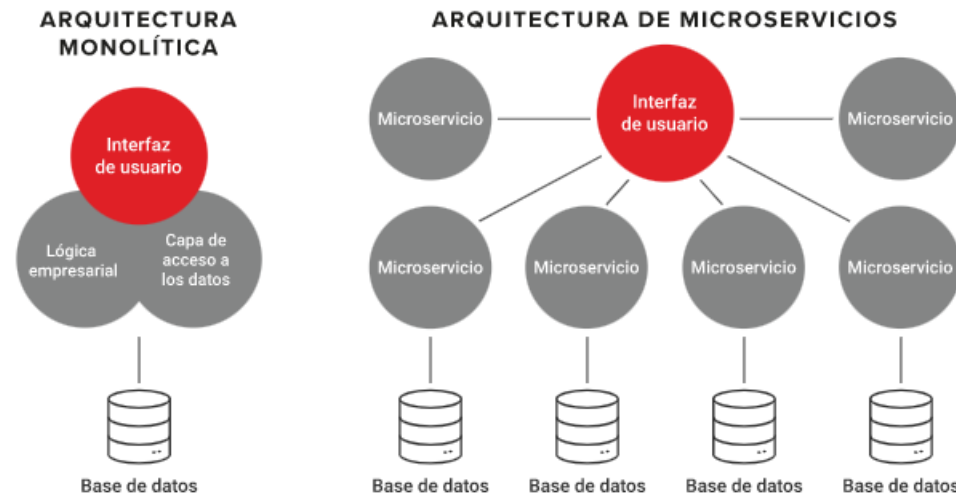 ARQUITECTURA
MONOLÍTICA
Interfaz
de usuario
Lógica
empresarial
Capa de
acceso a
los datos
Base de datos
ARQUITECTURA DE MICROSERVICIOS
Microservicio
Interfaz
de usuario
Microservicio
Microservicio
Microservicio
Microservicio
Microservicio
Base de datos
Base de datos
Base de datos
Base de datos